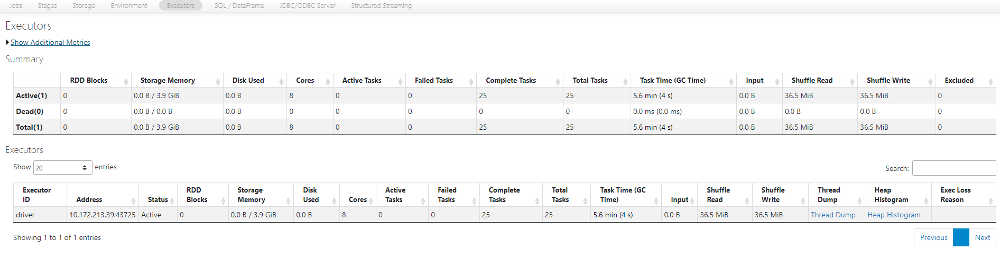 Jobs Stages Storage Environment Executors SQL / DataFrame JDBC/ODBC Server Structured Streaming
Executors
Show Additional Metrics
Summary
RDD Blocks Storage Memory Disk Used Cores Active Tasks Failed Tasks Complete Tasks Total Tasks Task Time (GC Time) Input Shuffle Read Shuffle Write Excluded
Active(1) 0 0.0 B / 3.9 GiB 0.0 B 8 0 0 25 25 5.6 min (4 s) 0.0 B 36.5 MiB 36.5 MiB 0
Dead(0) 0 0.0 B / 0.0 B 0.0 B 0 0 0 0 0 0.0 ms (0.0 ms) 0.0 B 0.0 B 0.0 B 0
Total(1) 0 0.0 B / 3.9 GiB 0.0 B 8 0 0 25 25 5.6 min (4 s) 0.0 B 36.5 MiB 36.5 MiB 0
Executors
Show 20 entries Search:
Executor ID Address Status RDD Blocks Storage Memory Disk Used Cores Active Tasks Failed Tasks Complete Tasks Total Tasks Task Time (GC Time) Input Shuffle Read Shuffle Write Thread Dump Heap Histogram Exec Loss Reason
driver 10.172.213.39:43725 Active 0 0.0 B / 3.9 GiB 0.0 B 8 0 0 25 25 5.6 min (4 s) 0.0 B 36.5 MiB 36.5 MiB Thread Dump Heap Histogram
Showing 1 to 1 of 1 entries Previous Next